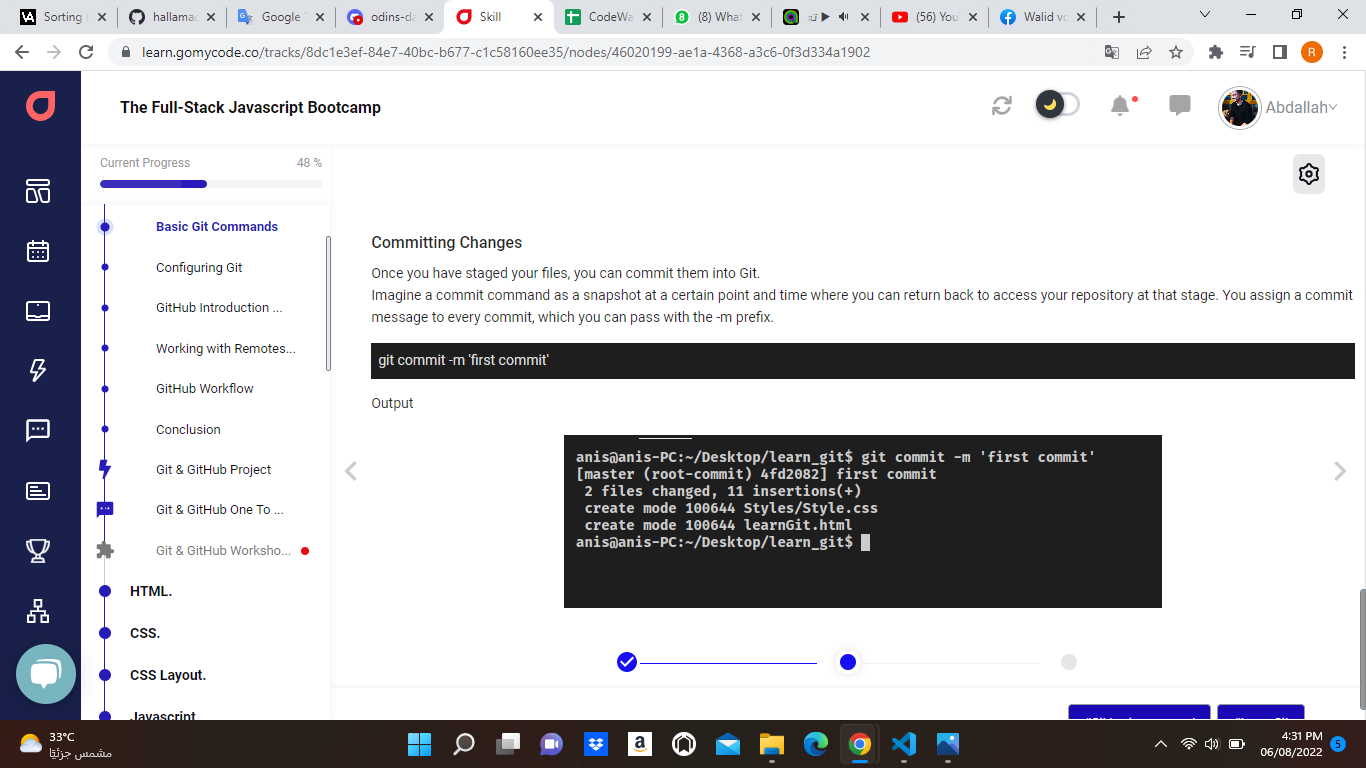 Sorting
hallamad
Google
odins-da
Skill
CodeWa
(8) What
(56) You
Walid vo
learn.gomycode.co/tracks/8dc1e3ef-84e7-40bc-b677-c1c58160ee35/nodes/46020199-ae1a-4368-a3c6-0f3d334a1902
R
The Full-Stack Javascript Bootcamp
Abdallah
Current Progress 48 %
Basic Git Commands
Configuring Git
GitHub Introduction ...
Working with Remotes...
GitHub Workflow
Conclusion
Git & GitHub Project
Git & GitHub One To ...
Git & GitHub Worksho...
HTML.
CSS.
CSS Layout.
Javascript
Committing Changes
Once you have staged your files, you can commit them into Git.
Imagine a commit command as a snapshot at a certain point and time where you can return back to access your repository at that stage. You assign a commit
message to every commit, which you can pass with the -m prefix.
git commit -m 'first commit'
Output
anis@anis-PC:~/Desktop/learn_git$ git commit -m 'first commit'
[master (root-commit) 4fd2082] first commit
2 files changed, 11 insertions(+)
create mode 100644 Styles/Style.css
create mode 100644 learnGit.html
anis@anis-PC:~/Desktop/learn_git$
33°C
مشمس جزئيًا
4:31 PM
06/08/2022
5